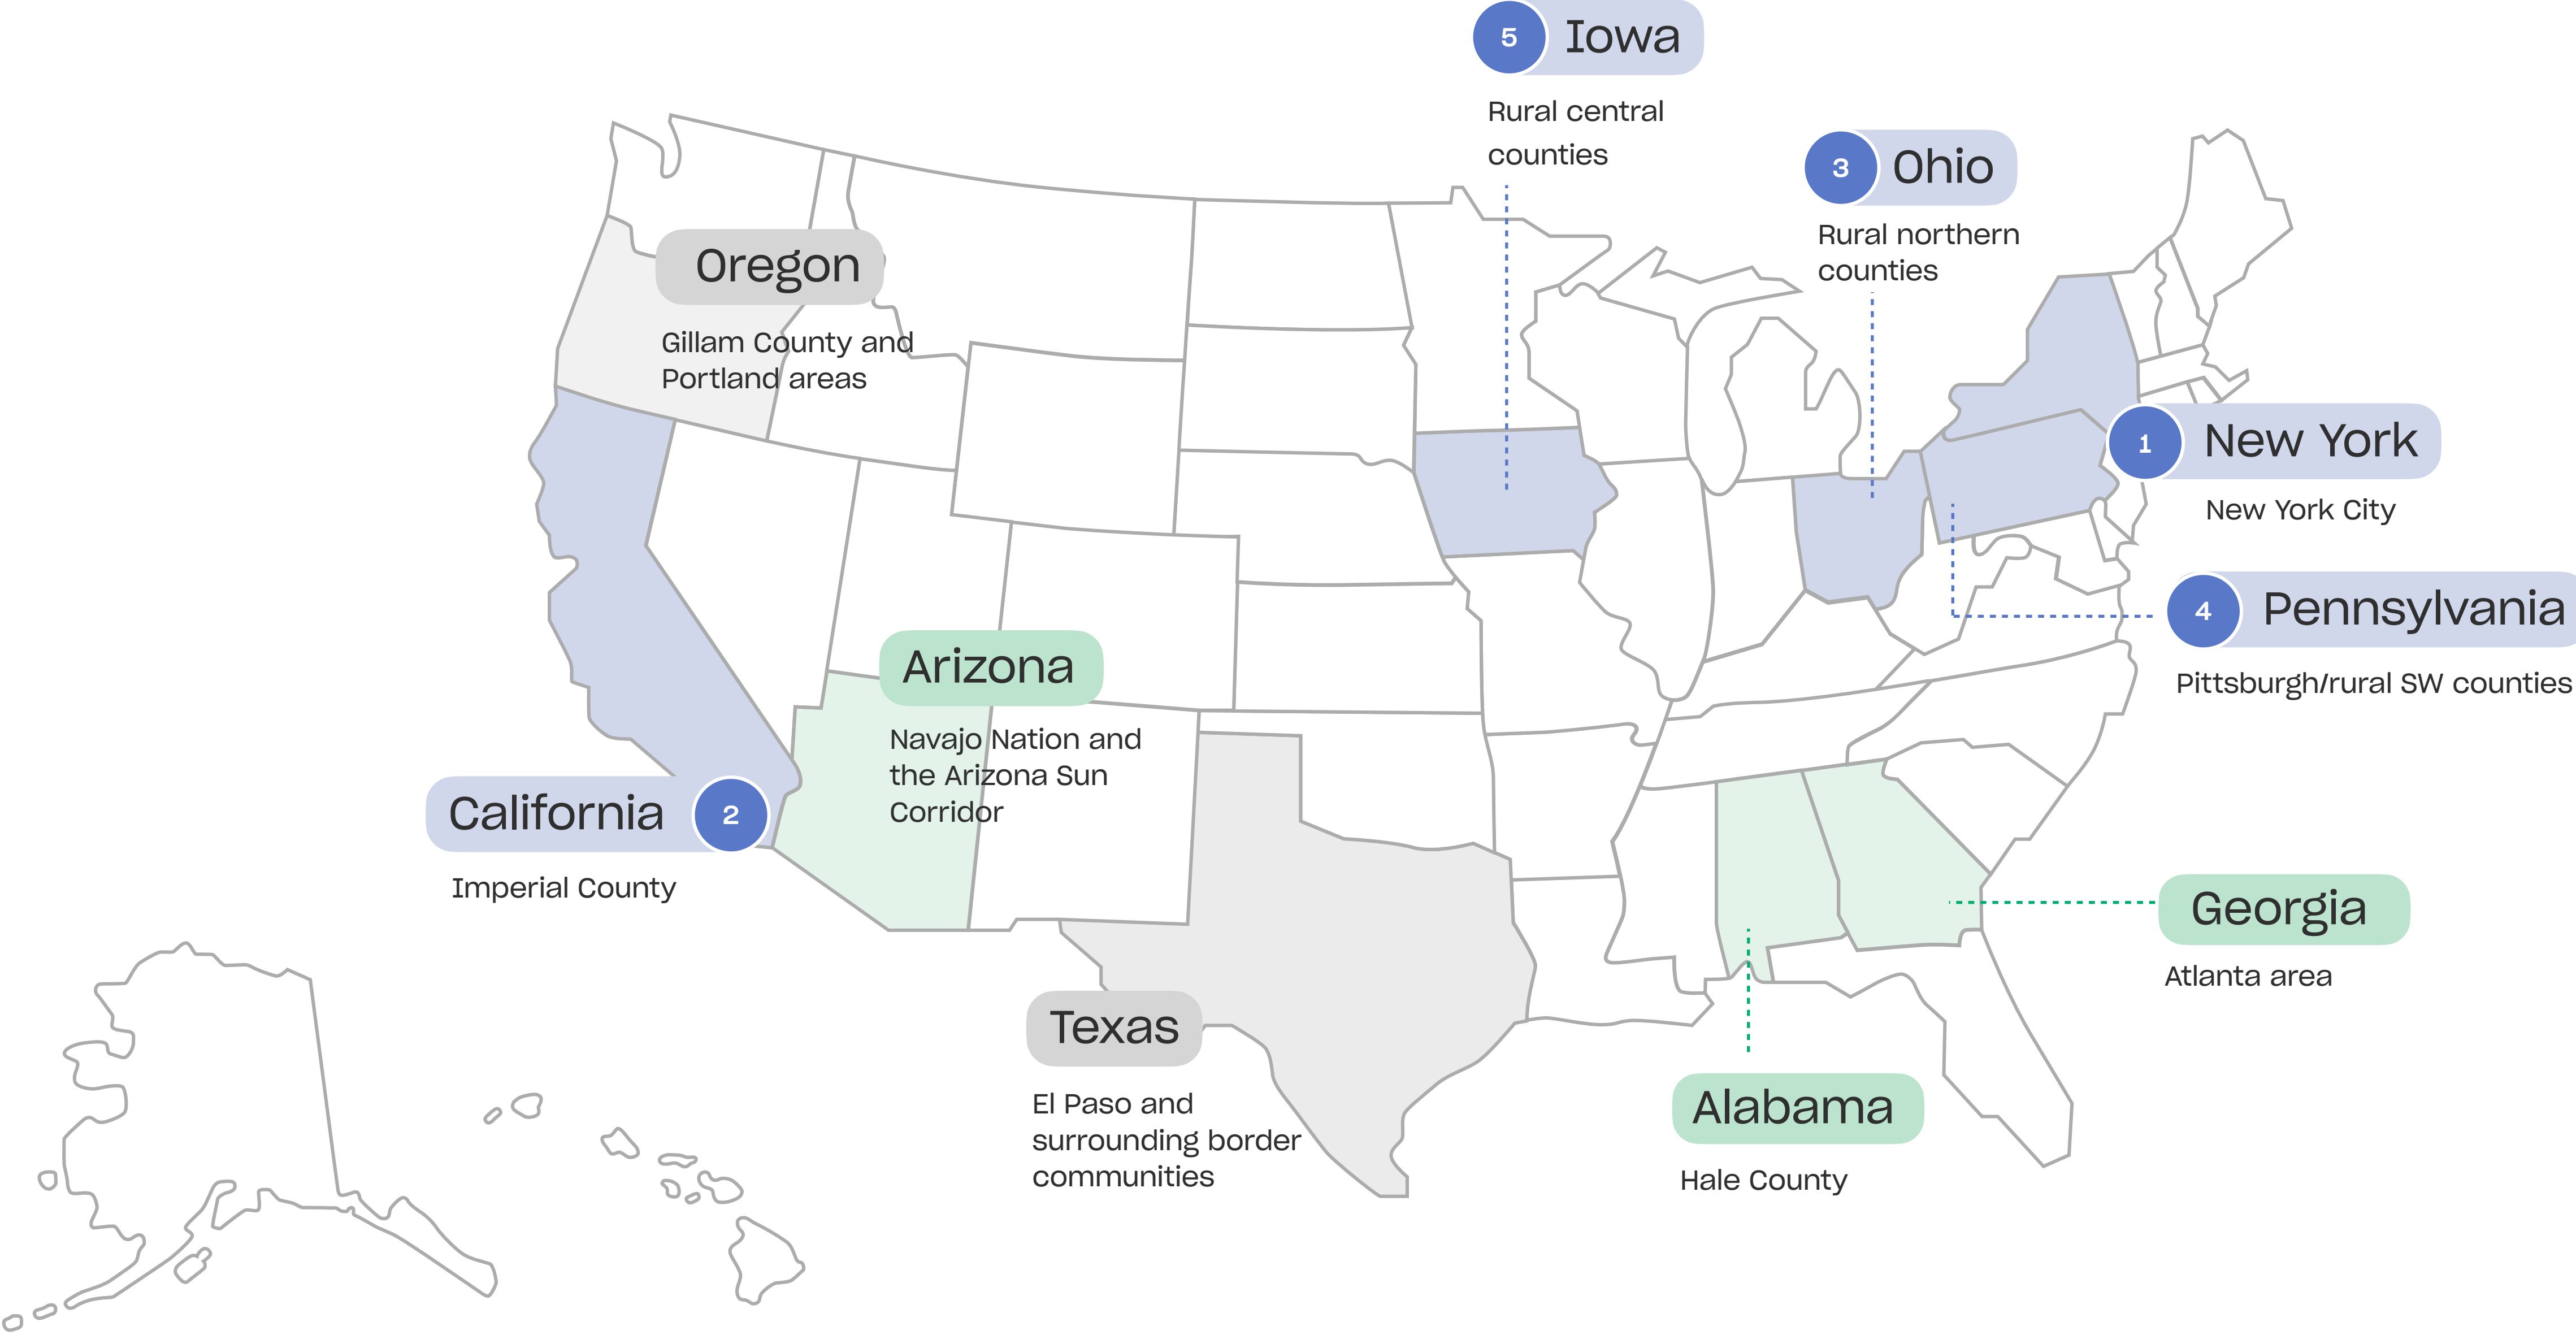 5 Iowa
Rural central
counties
3 Ohio
Rural northern
counties
Oregon
Gillam County and
Portland areas
1 New York
New York City
4 Pennsylvania
Pittsburgh/rural SW counties
Arizona
Navajo Nation and
the Arizona Sun
Corridor
California 2
Imperial County
Georgia
Atlanta area
Texas
El Paso and
surrounding border
communities
Alabama
Hale County